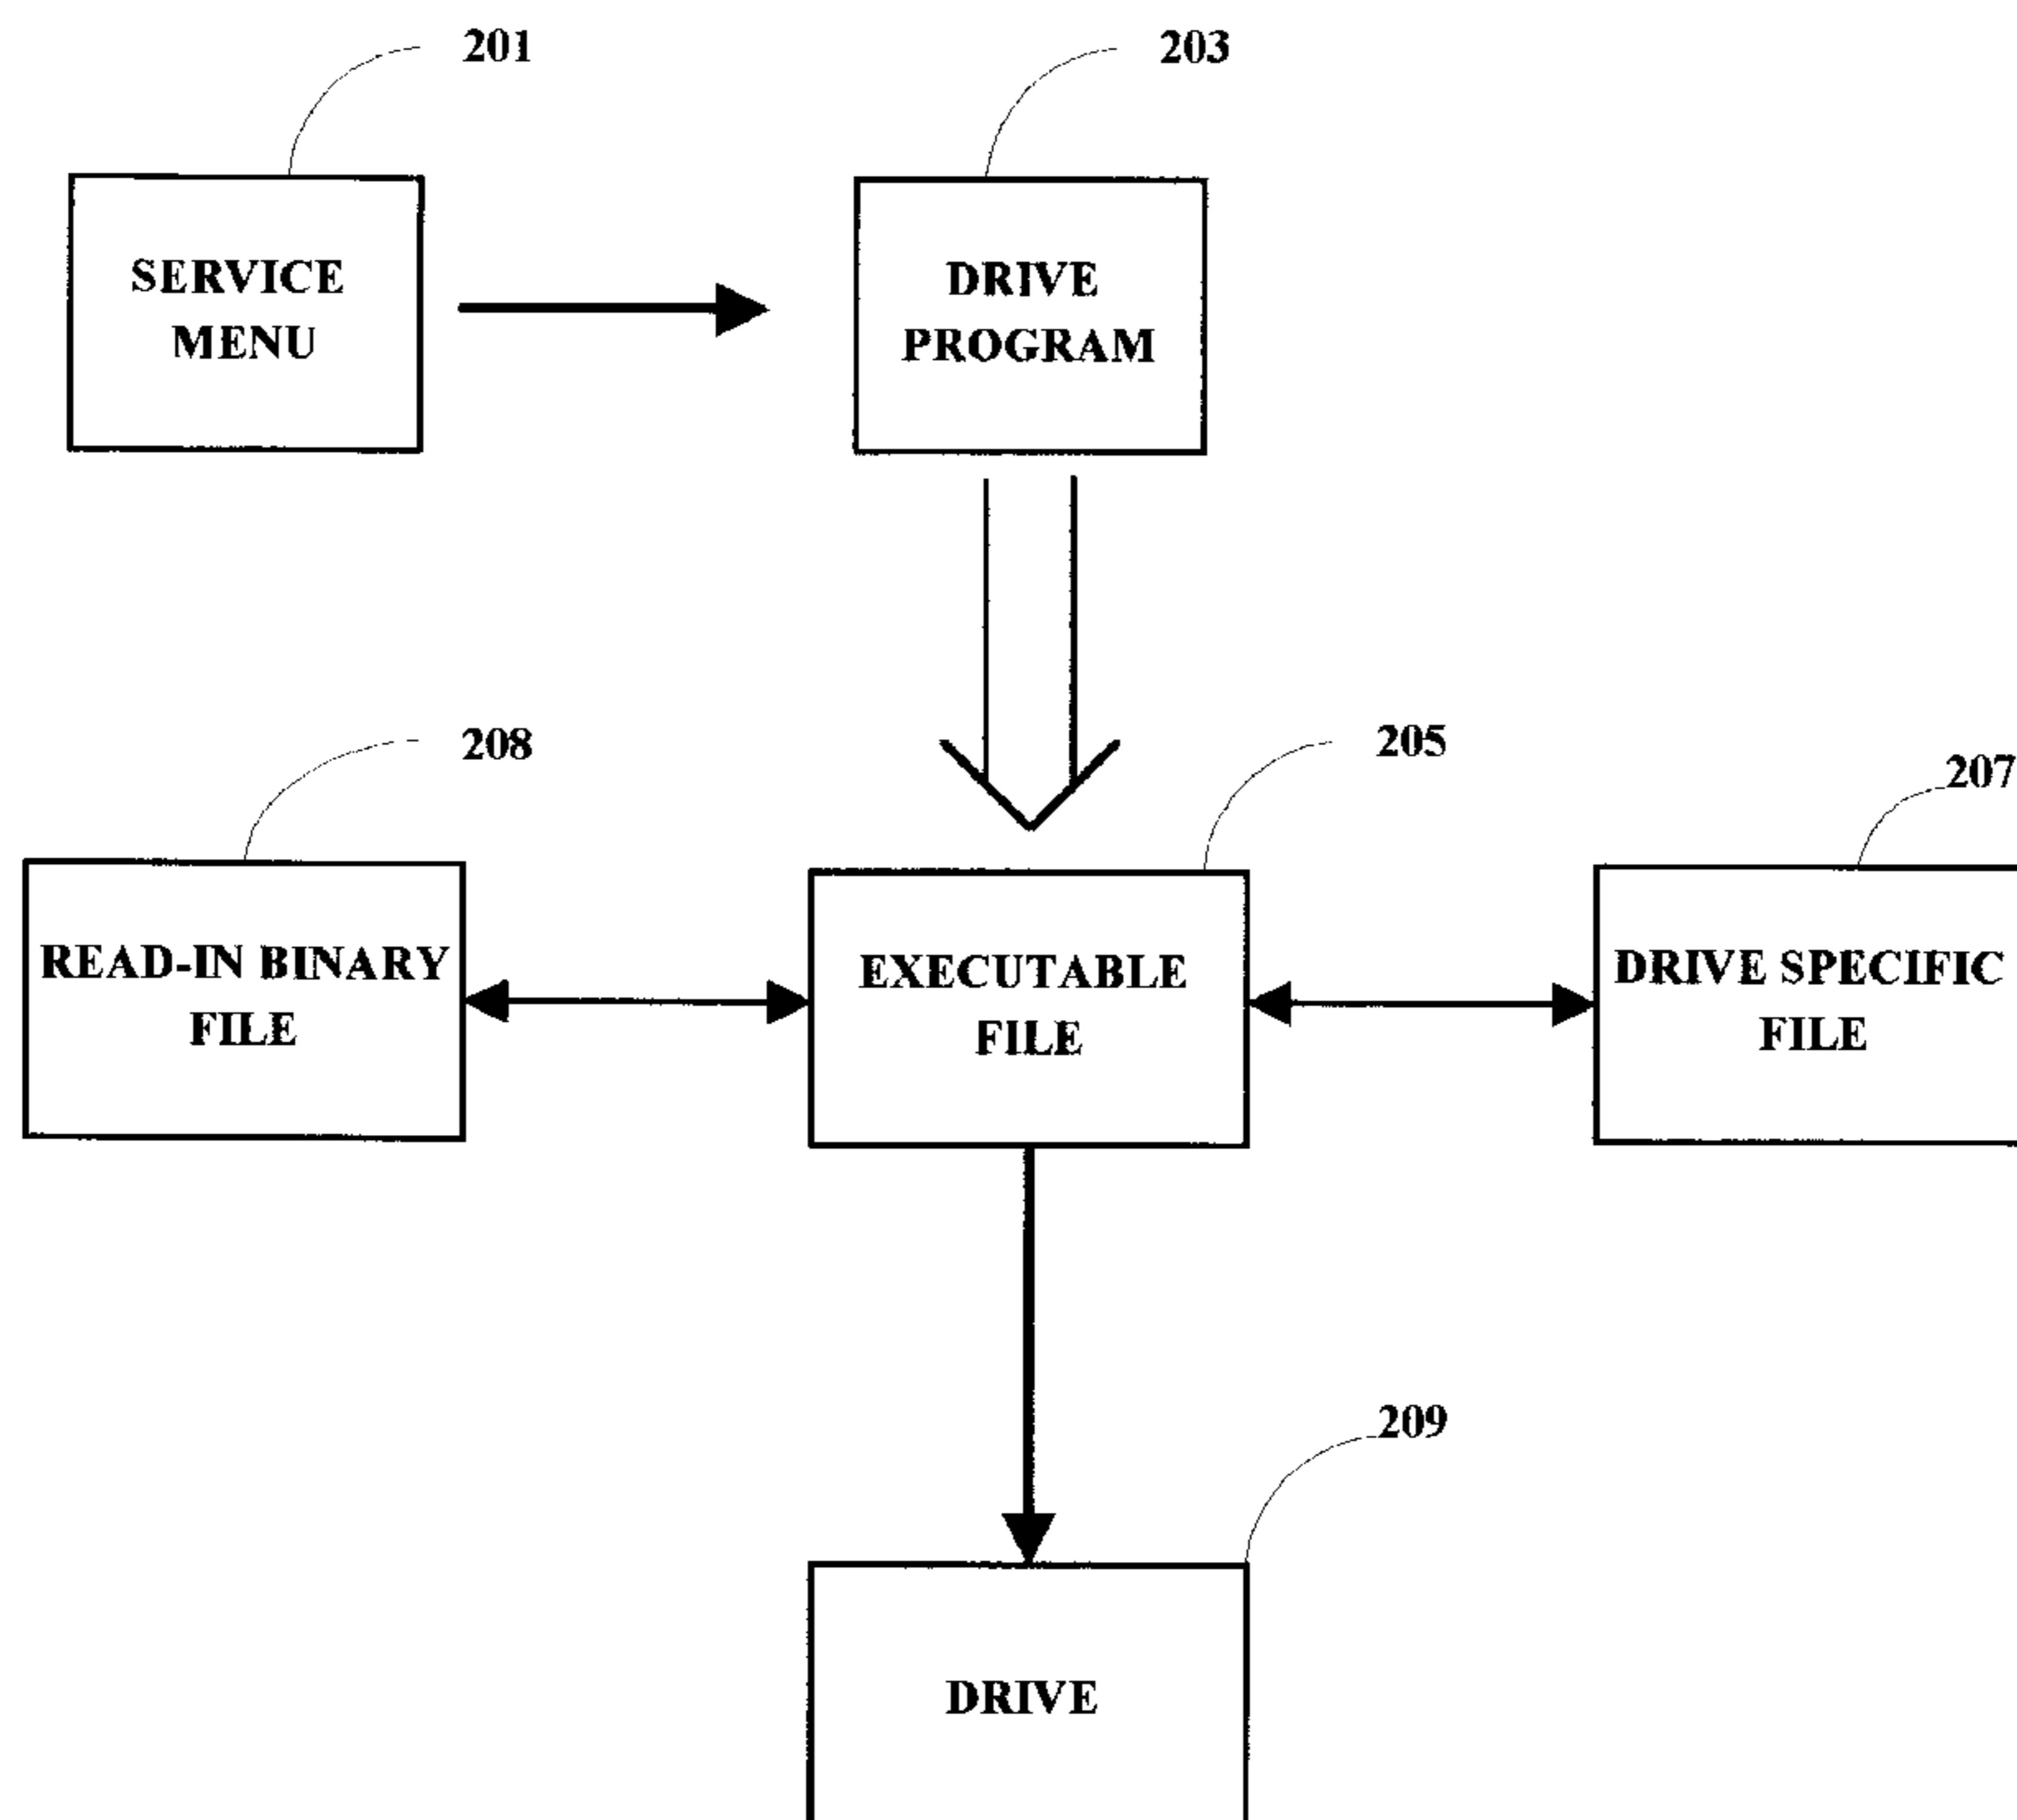 201
203
SERVICE
MENU
DRIVE
PROGRAM
208
205
207
READ-IN BINARY
FILE
EXECUTABLE
FILE
DRIVE SPECIFIC
FILE
209
DRIVE